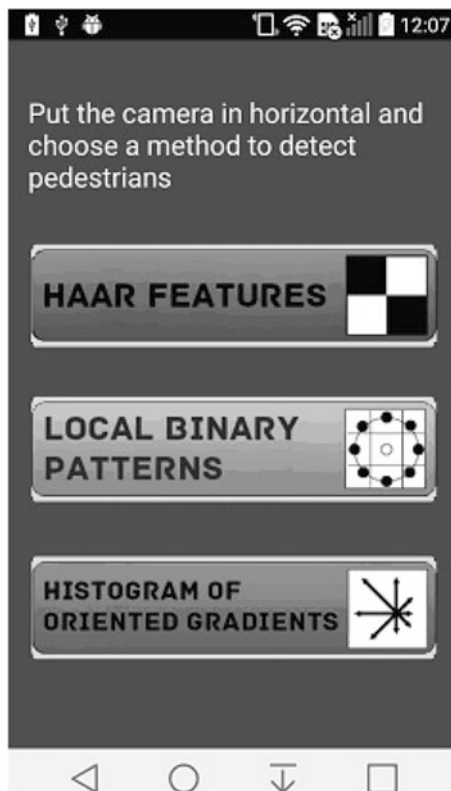 12:07
Put the camera in horizontal and
choose a method to detect
pedestrians
HAAR FEATURES
LOCAL BINARY
PATTERNS
HISTOGRAM OF
ORIENTED GRADIENTS